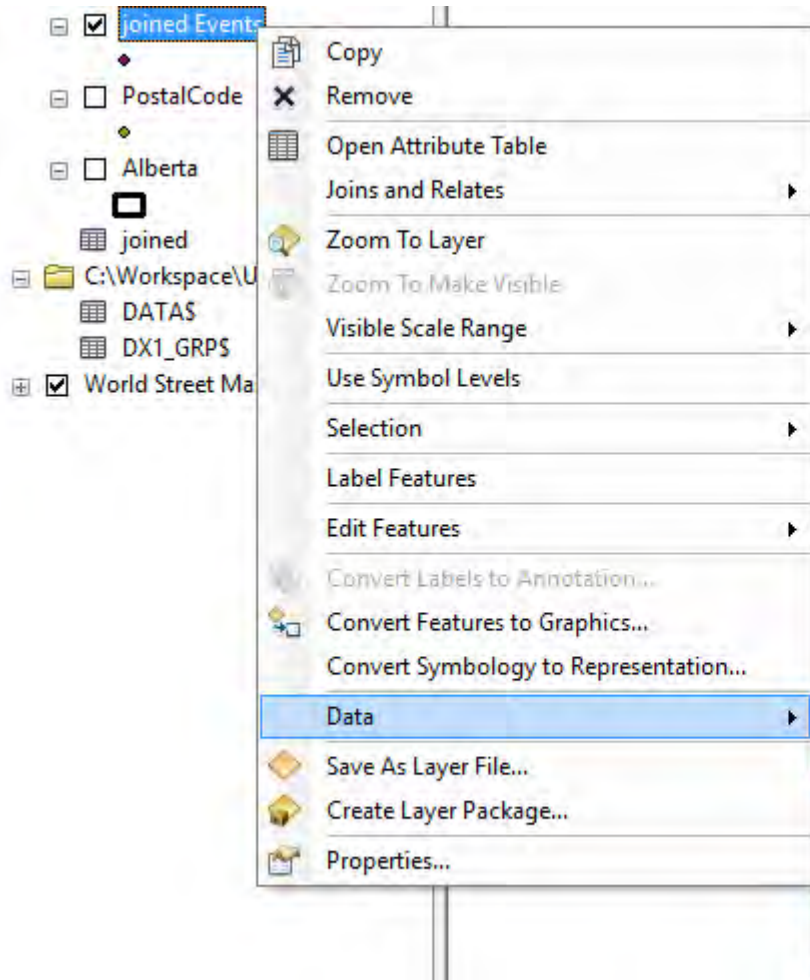 joined Events
PostalCode
Alberta
joined
C:\Workspace\U
DATA$
DX1_GRP$
World Street Ma
Copy
Remove
Open Attribute Table
Joins and Relates
Zoom To Layer
Zoom To Make Visible
Visible Scale Range
Use Symbol Levels
Selection
Label Features
Edit Features
Convert Labels to Annotation...
Convert Features to Graphics...
Convert Symbology to Representation...
Data
Save As Layer File...
Create Layer Package...
Properties...